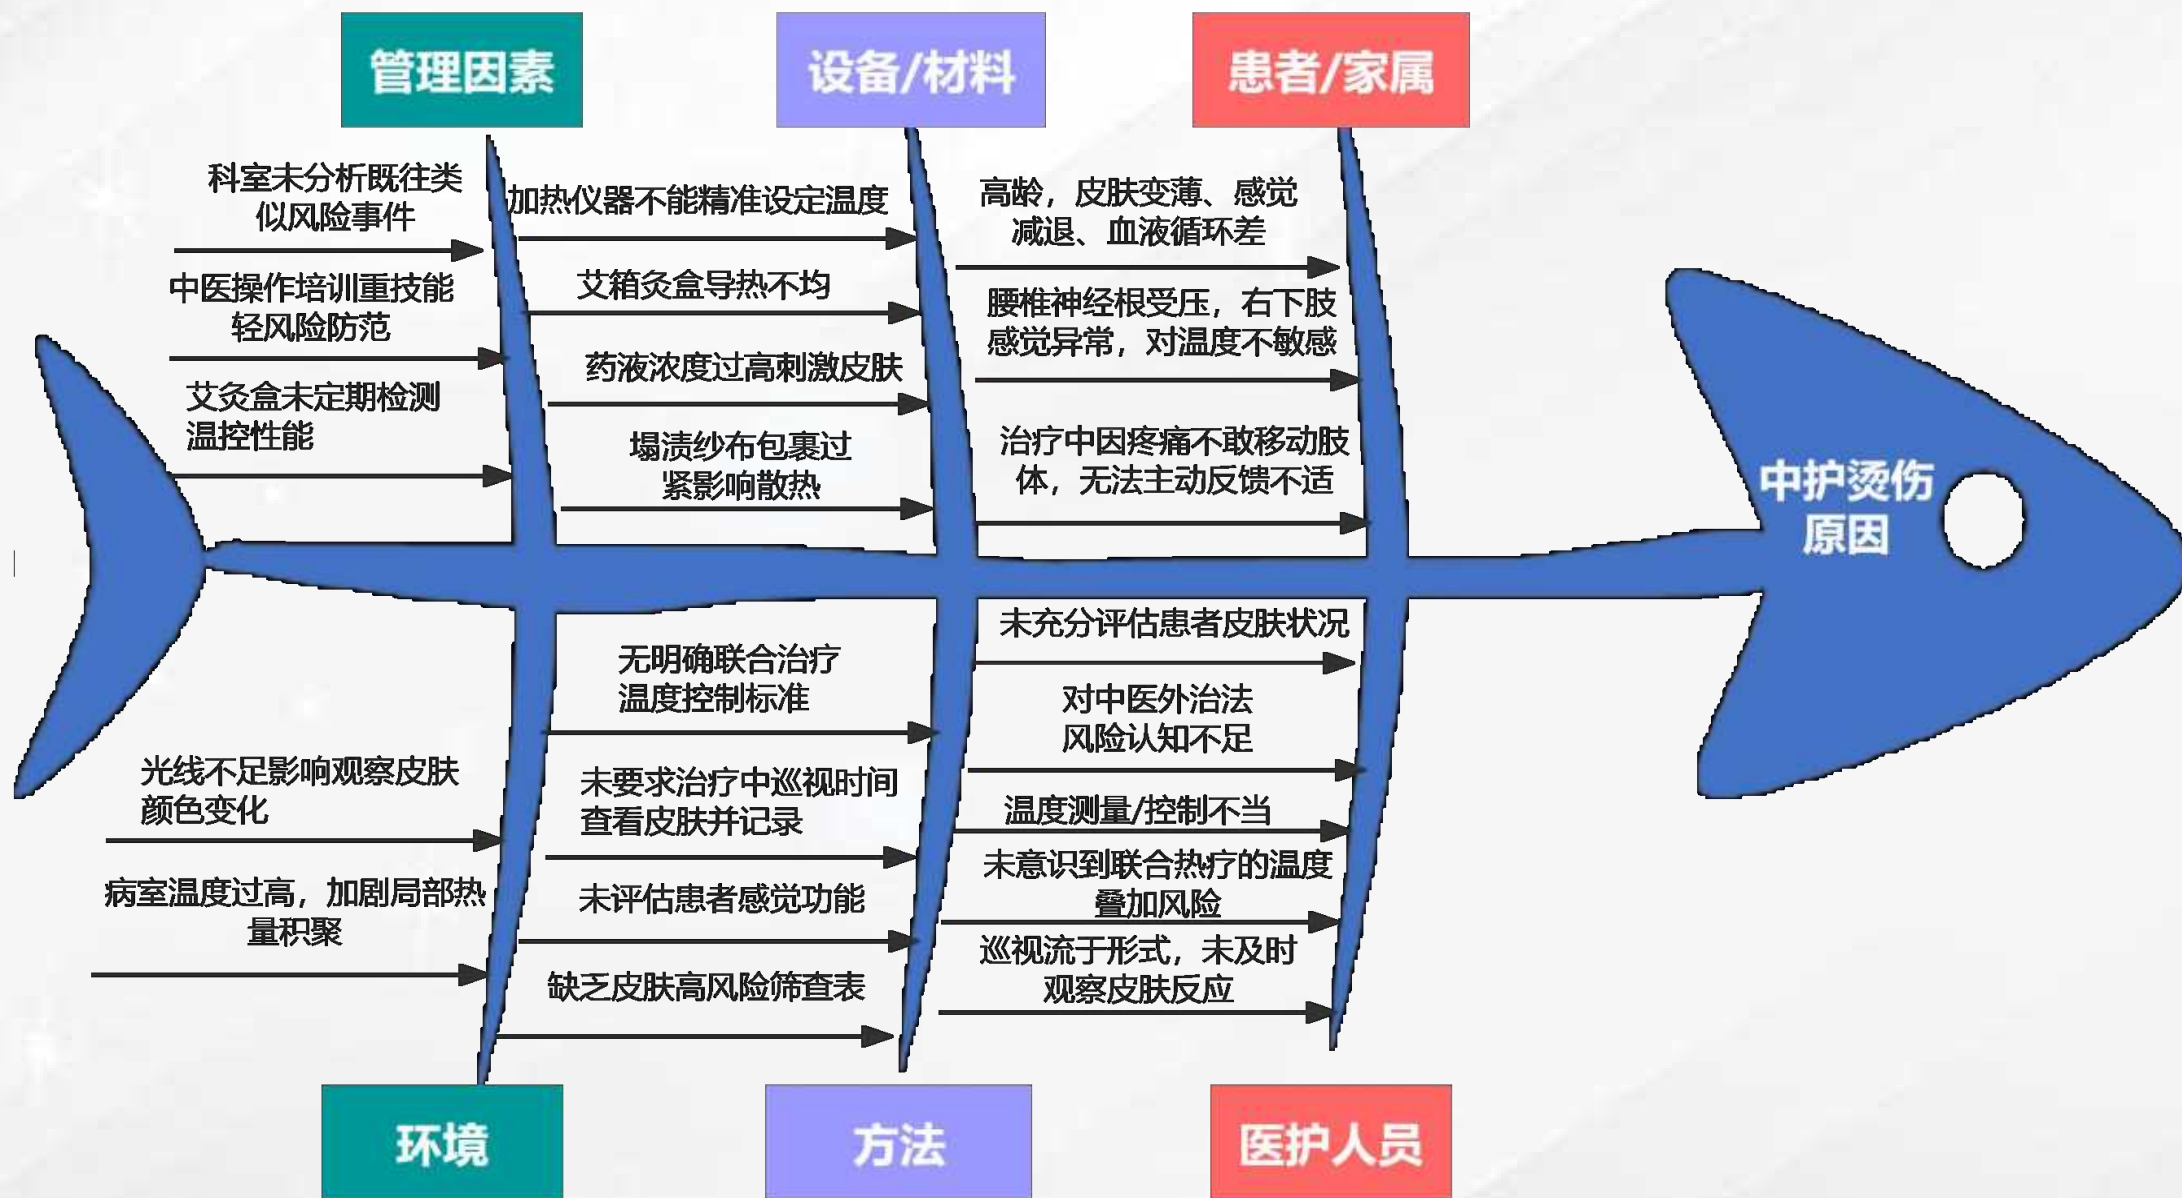 管理因素
设备/材料
患者/家属
科室未分析既往类
似风险事件
中医操作培训重技能
轻风险防范
艾灸盒未定期检测
温控性能
加热仪器不能精准设定温度
艾箱灸盒导热不均
药液浓度过高刺激皮肤
塌渍纱布包裹过
紧影响散热
高龄，皮肤变薄、感觉
减退、血液循环差
腰椎神经根受压，右下肢
感觉异常，对温度不敏感
治疗中因疼痛不敢移动肢
体，无法主动反馈不适
中护烫伤
原因
光线不足影响观察皮肤
颜色变化
病室温度过高，加剧局部热
量积聚
无明确联合治疗
温度控制标准
未要求治疗中巡视时间
查看皮肤并记录
未评估患者感觉功能
缺乏皮肤高风险筛查表
未充分评估患者皮肤状况
对中医外治法
风险认知不足
温度测量/控制不当
未意识到联合热疗的温度
叠加风险
巡视流于形式，未及时
观察皮肤反应
环境
方法
医护人员